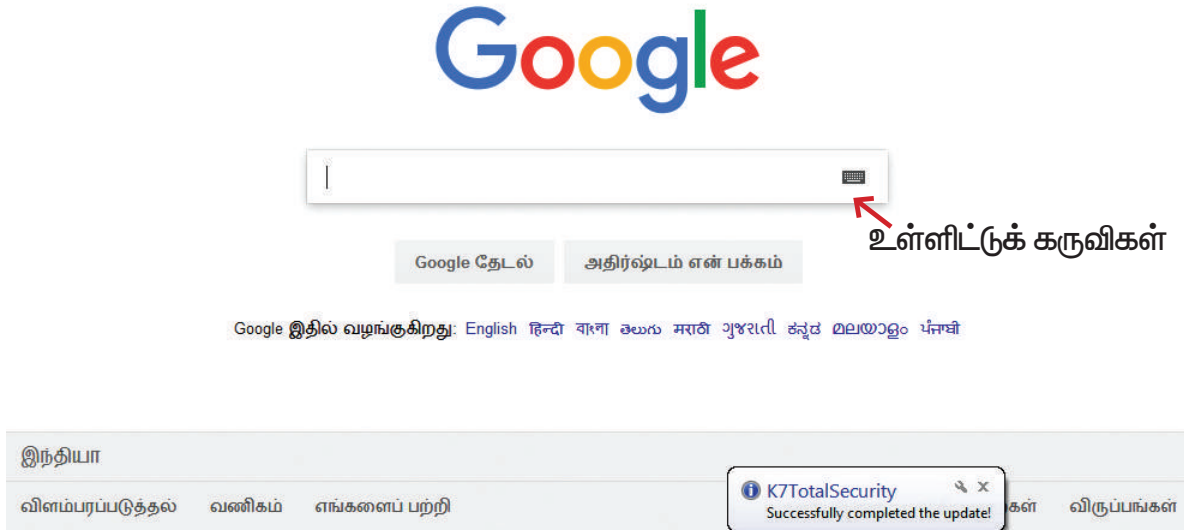 Google
உள்ளிட்டுக் கருவிகள்
Google தேடல் அதிர்ஷ்டம் என் பக்கம்
Google இதில் வழங்குகிறது: English हिन्दी বাংলা తెలుగు मराठी ગુજરાતી ಕನ್ನಡ മലയാളം ਪੰਜਾਬੀ
இந்தியா
விளம்பரப்படுத்தல் வணிகம் எங்களைப் பற்றி விருப்பங்கள்
K7TotalSecurity
Successfully completed the update!